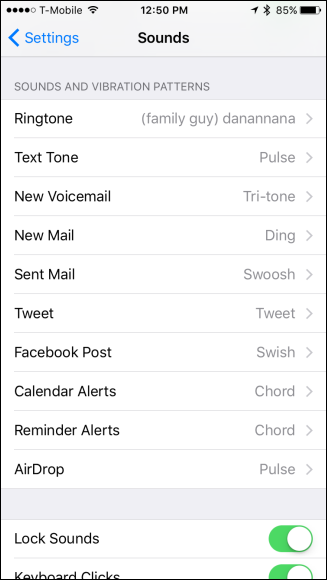 T-Mobile 12:50 PM 85%
Settings Sounds
SOUNDS AND VIBRATION PATTERNS
Ringtone (family guy) danannana
Text Tone Pulse
New Voicemail Tri-tone
New Mail Ding
Sent Mail Swoosh
Tweet Tweet
Facebook Post Swish
Calendar Alerts Chord
Reminder Alerts Chord
AirDrop Pulse
Lock Sounds
Keyboard Clicks